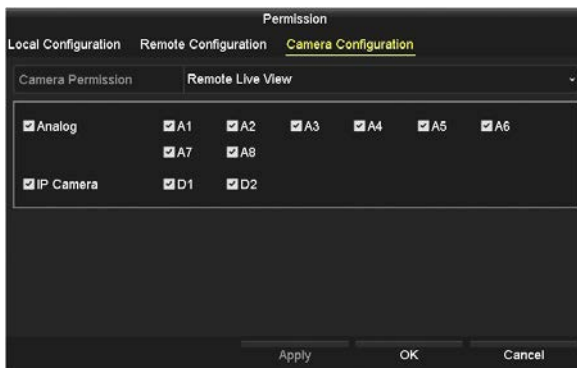 Permission
Local Configuration Remote Configuration Camera Configuration
Camera Permission Remote Live View
Analog A1 A2 A3 A4 A5 A6
A7 A8
IP Camera D1 D2
Apply OK Cancel